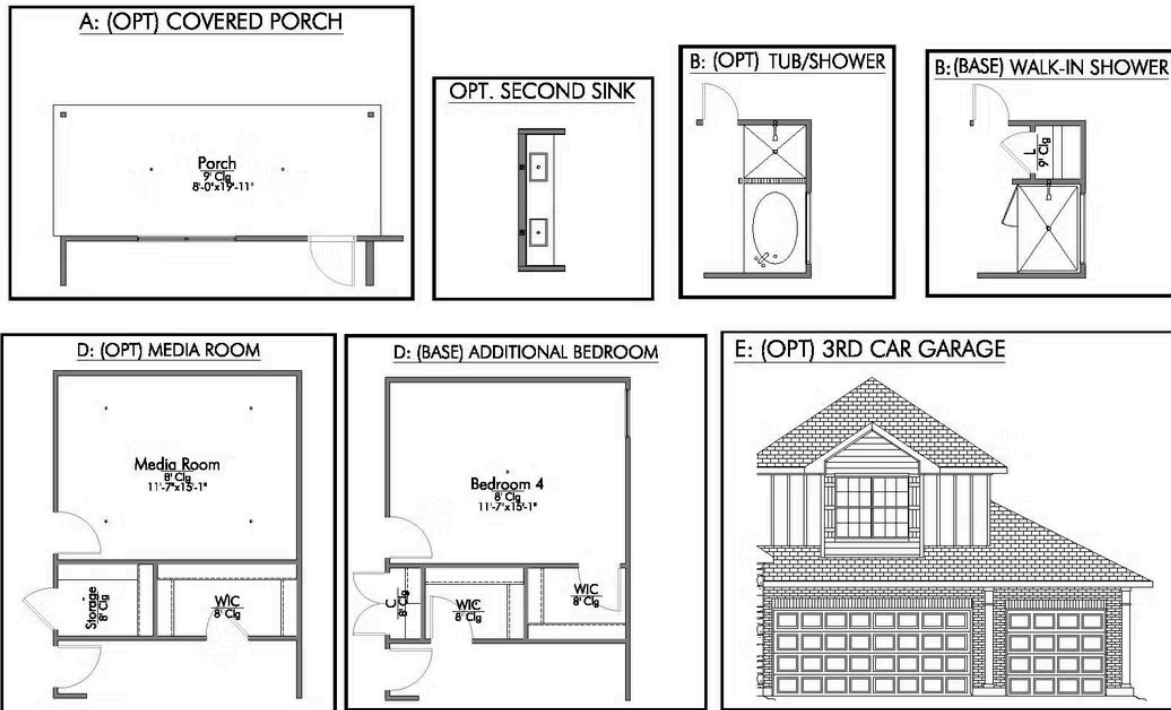 A: (OPT) COVERED PORCH
Porch
9' Clg
8'-0"x19'-11"
OPT. SECOND SINK
B: (OPT) TUB/SHOWER
B: (BASE) WALK-IN SHOWER
L
9' Clg
D: (OPT) MEDIA ROOM
Media Room
8' Clg
11'-7"x15'-1"
Storage
8' Clg
WIC
8' Clg
D: (BASE) ADDITIONAL BEDROOM
Bedroom 4
8' Clg
11'-7"x15'-1"
C
8' Clg
WIC
8' Clg
WIC
8' Clg
E: (OPT) 3RD CAR GARAGE